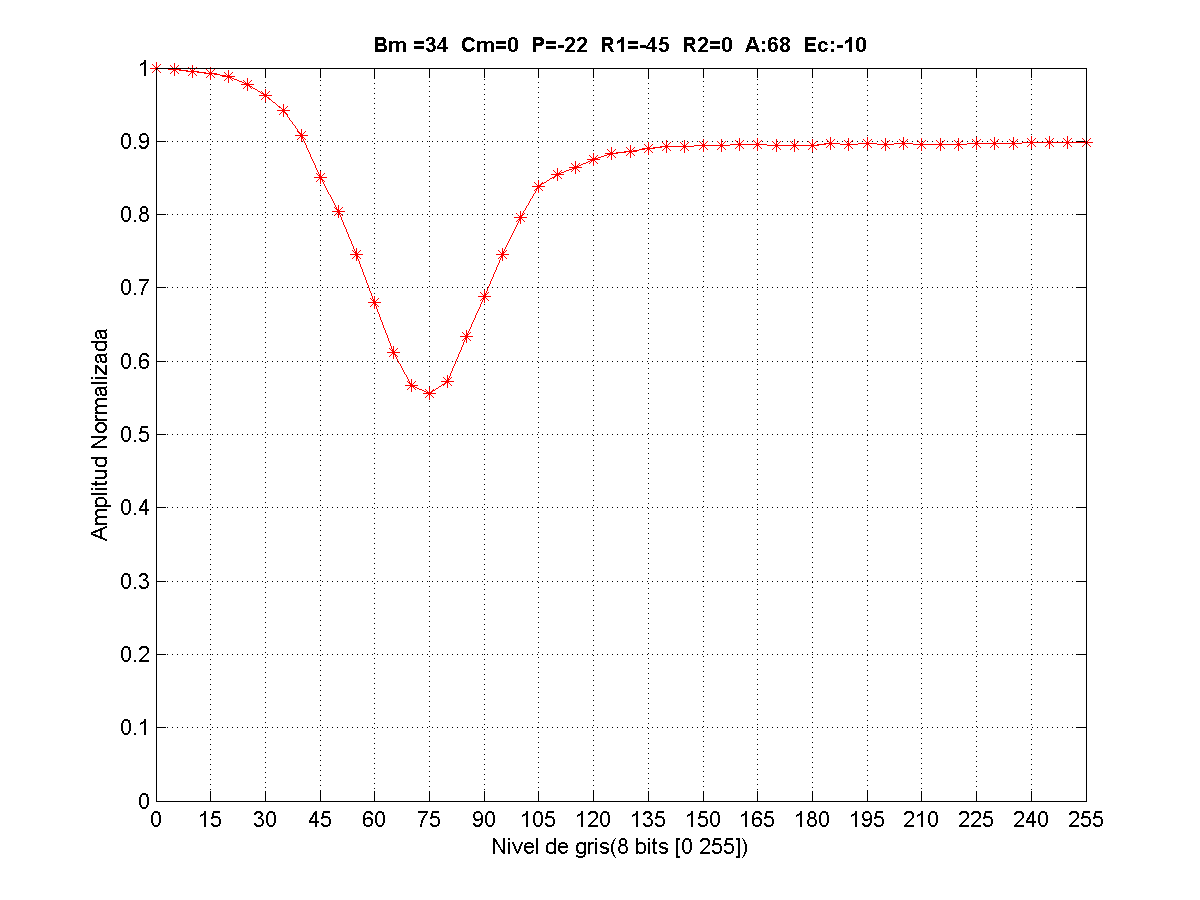 Bm =34 Cm=0 P=-22 R1=-45 R2=0 A:68 Ec:-10
1
0.9
0.8
0.7
0.6
0.5
0.4
0.3
0.2
0.1
0
Amplitud Normalizada
0 15 30 45 60 75 90 105 120 135 150 165 180 195 210 225 240 255
Nivel de gris(8 bits [0 255])